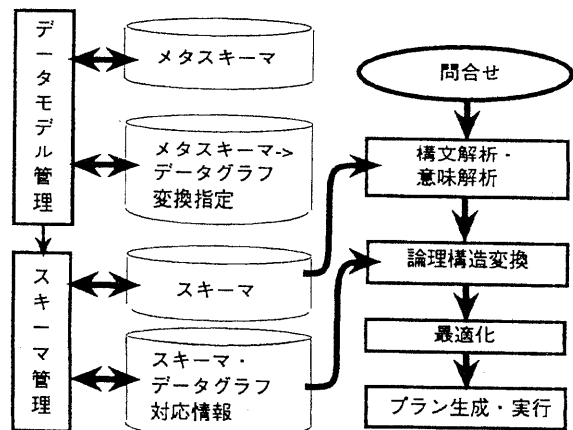 データモデル管理
メタスキーマ
メタスキーマ->
データグラフ
変換指定
スキーマ管理
スキーマ
スキーマ・
データグラフ
対応情報
問合せ
構文解析・
意味解析
論理構造変換
最適化
プラン生成・実行